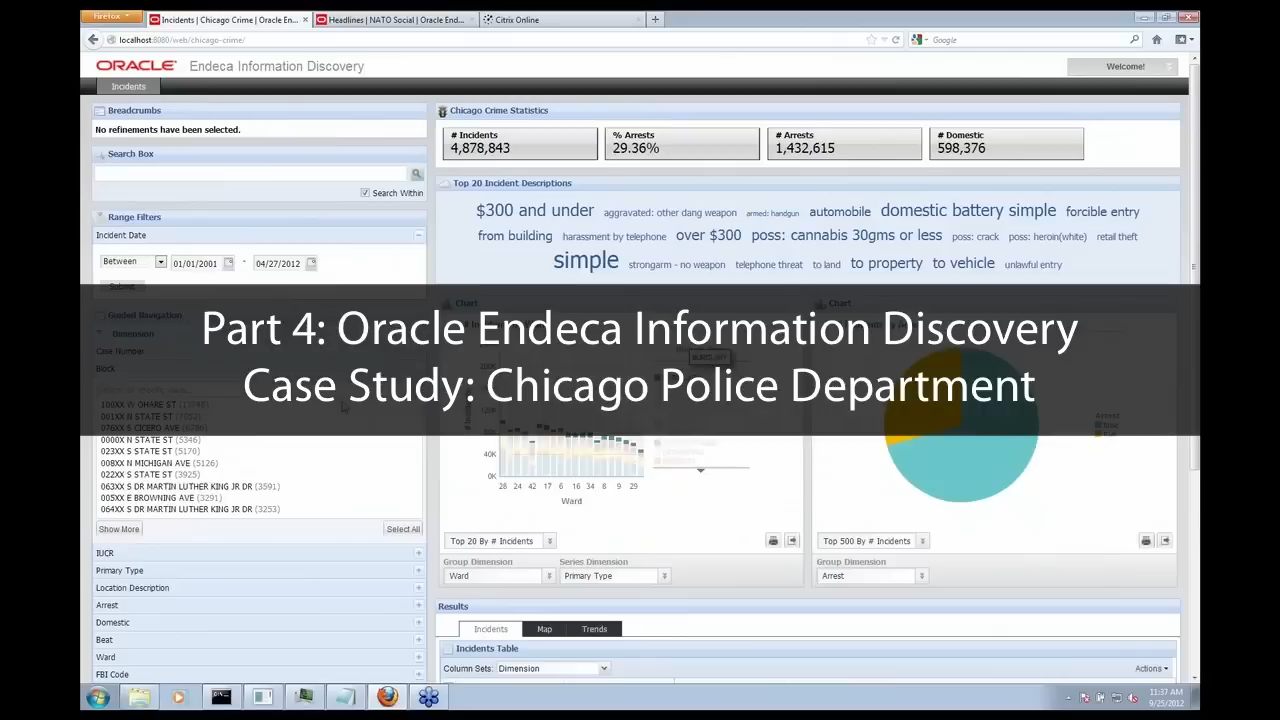 Firefox
Incidents | Chicago Crime | Oracle En...
Headlines | NATO Social | Oracle End...
Citrix Online
localhost:8080/web/chicago-crime/
Google
ORACLE Endeca Information Discovery
Welcome!
Incidents
Breadcrumbs
No refinements have been selected.
Search Box
Search Within
Range Filters
Incident Date
Between
01/01/2001 - 04/27/2012
Submit
Guided Navigation
Dimension
Case Number
Block
100XX W OHARE ST
001XX N STATE ST (7052)
076XX S CICERO AVE
0000X N STATE ST (5346)
023XX S STATE ST (5170)
008XX N MICHIGAN AVE (5126)
022XX S STATE ST (3925)
063XX S DR MARTIN LUTHER KING JR DR (3591)
005XX E BROWNING AVE (3291)
064XX S DR MARTIN LUTHER KING JR DR (3253)
Show More
Select All
IUCR
Primary Type
Location Description
Arrest
Domestic
Beat
Ward
FBI Code
Chicago Crime Statistics
# Incidents
4,878,843
% Arrests
29.36%
# Arrests
1,432,615
# Domestic
598,376
Top 20 Incident Descriptions
$300 and under aggravated: other dang weapon armed: handgun automobile domestic battery simple forcible entry
from building harassment by telephone over $300 poss: cannabis 30gms or less poss: crack poss: heroin(white) retail theft
simple strongarm - no weapon telephone threat to land to property to vehicle unlawful entry
Part 4: Oracle Endeca Information Discovery
Case Study: Chicago Police Department
Chart
BURGLARY
40K
0K
28 24 42 17 6 16 34 8 9 29
Ward
Top 20 By # Incidents
Group Dimension
Ward
Series Dimension
Primary Type
Chart
Arrest
Top 500 By # Incidents
Group Dimension
Arrest
Results
Incidents
Map
Trends
Incidents Table
Column Sets: Dimension
Actions
11:37 AM
9/25/2012